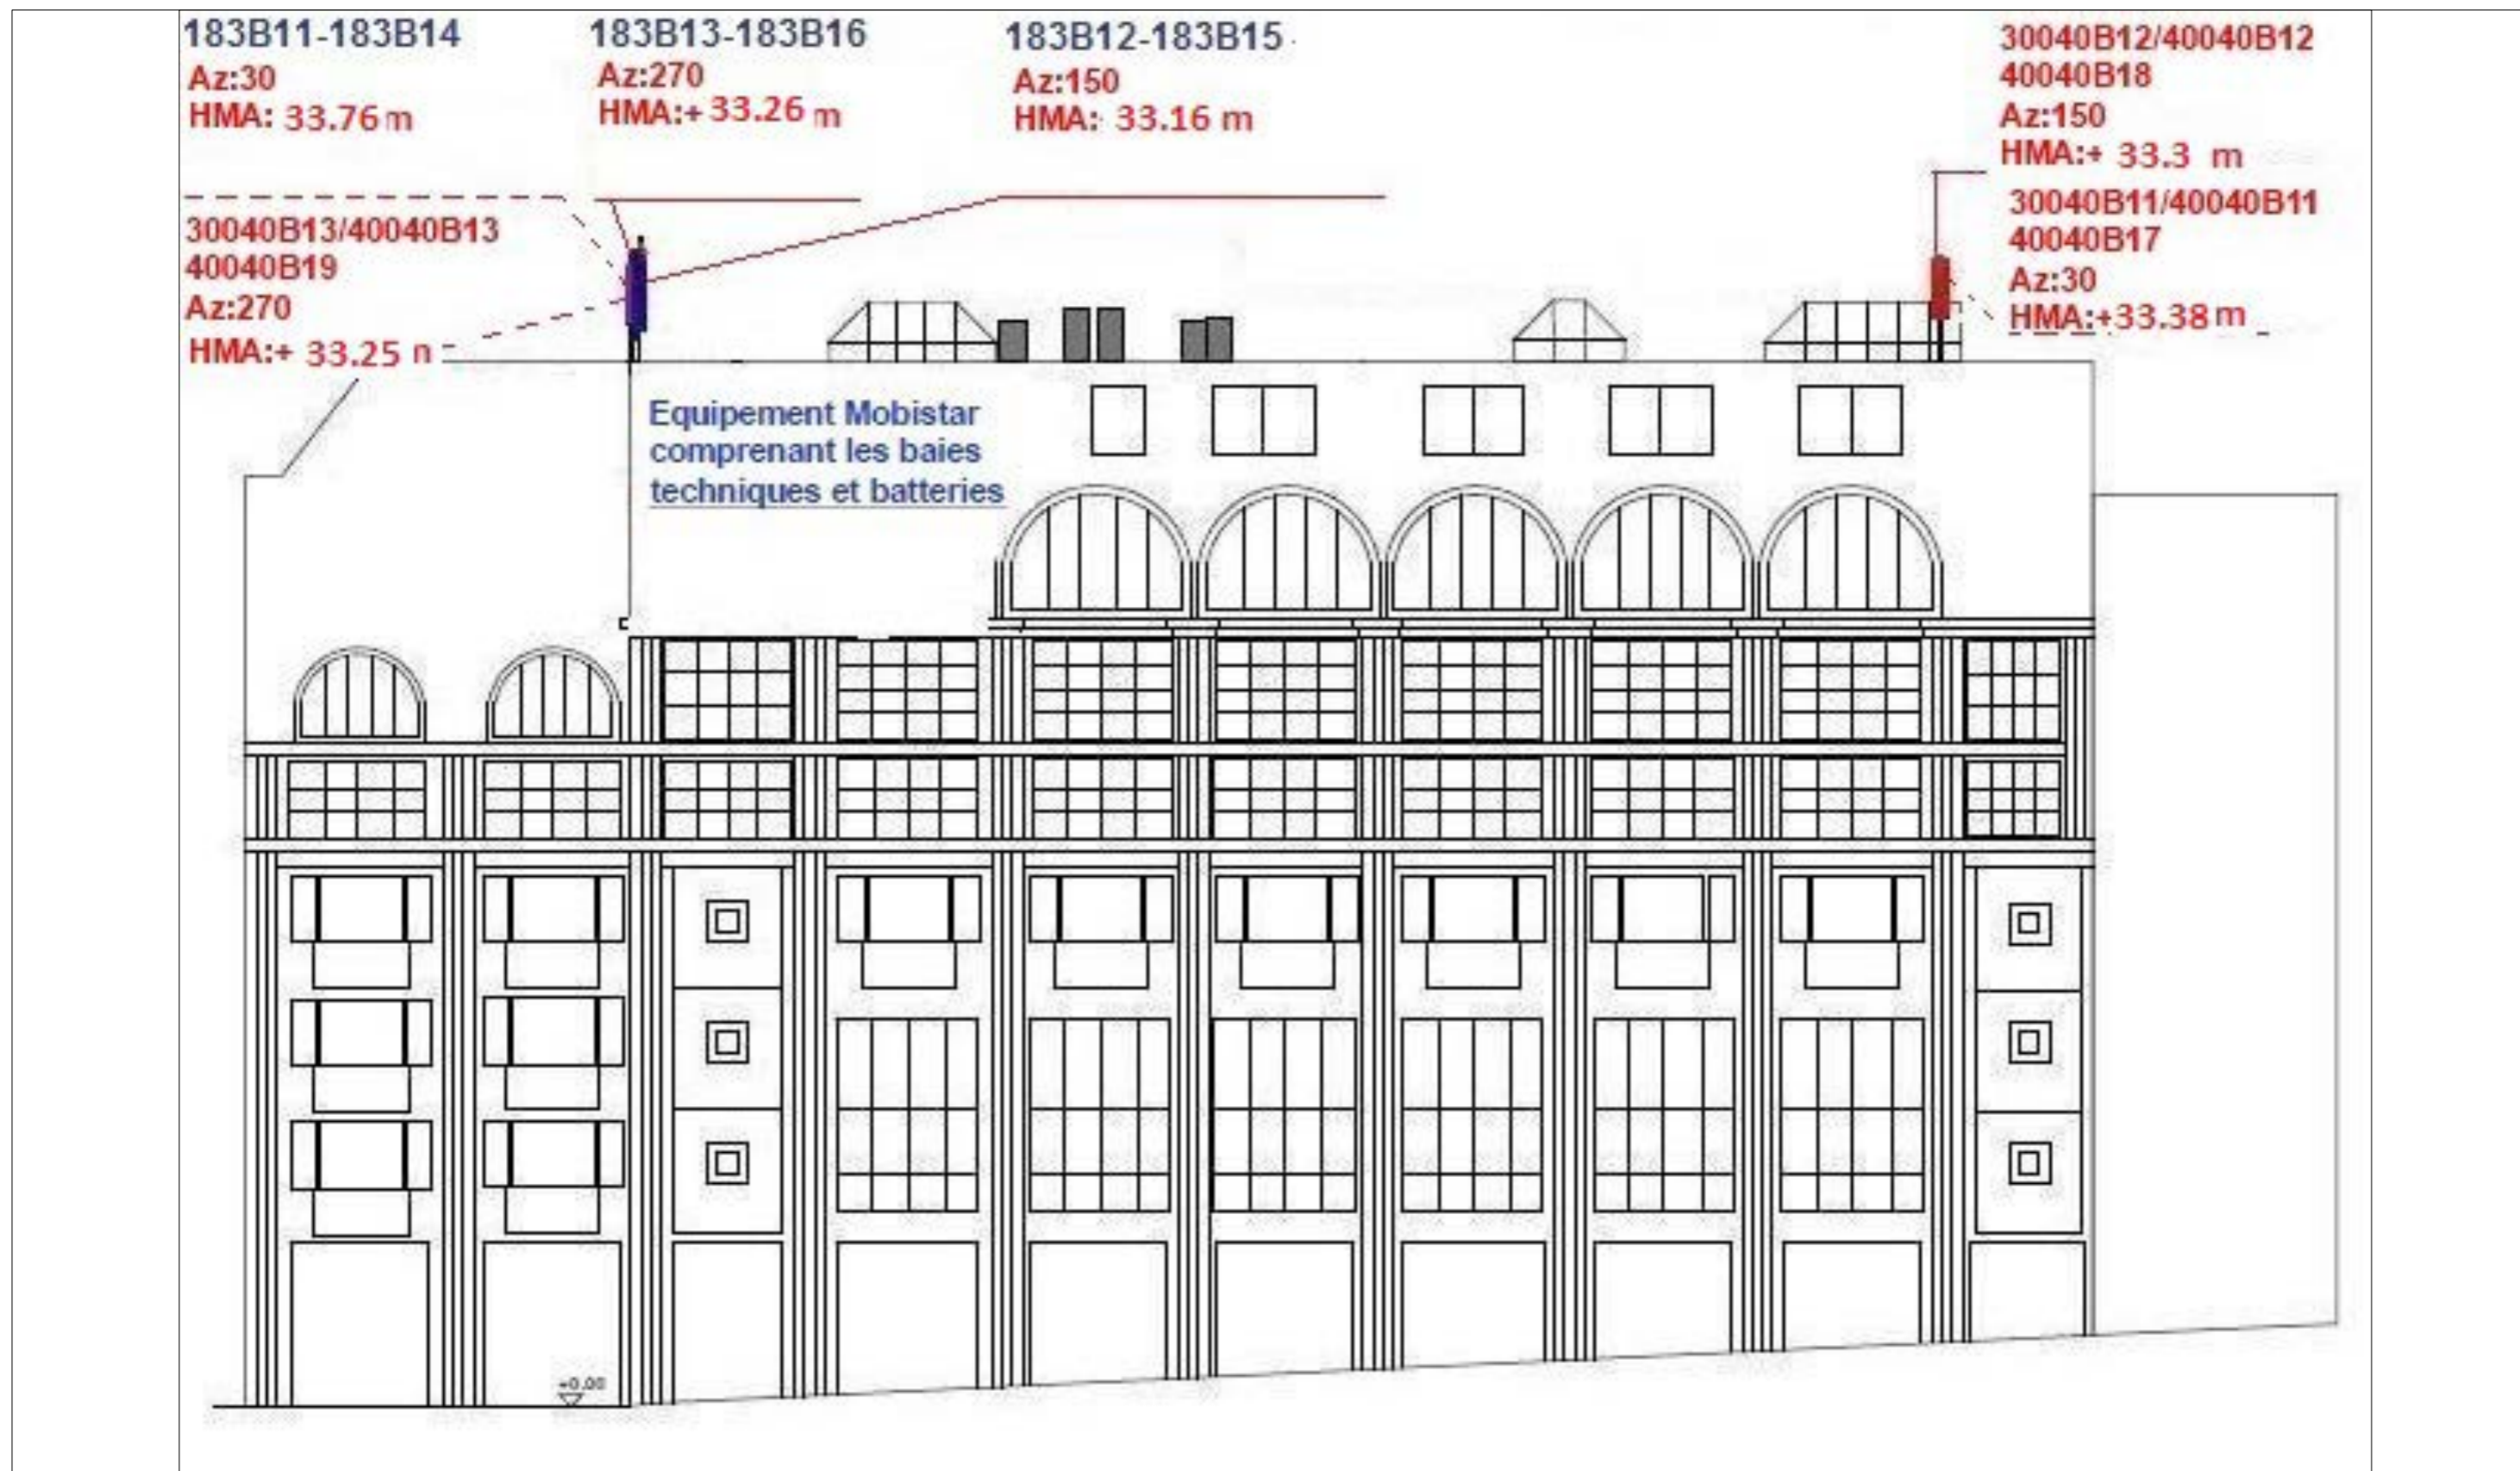 183B11-183B14
Az:30
HMA: 33.76 m
183B13-183B16
Az:270
HMA:+ 33.26 m
183B12-183B15
Az:150
HMA: 33.16 m
30040B12/40040B12
40040B18
Az:150
HMA:+ 33.3 m
30040B11/40040B11
40040B17
Az:30
HMA:+33.38 m
30040B13/40040B13
40040B19
Az:270
HMA:+ 33.25 n
Equipement Mobistar
comprenant les baies
techniques et batteries
+0.00